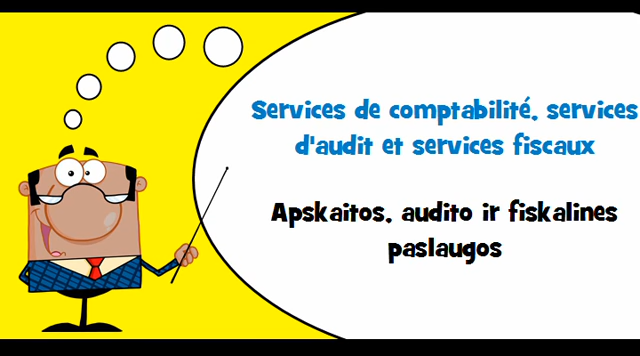 Services de comptabilité, services
d'audit et services fiscaux
Apskaitos, audito ir fiskalines
paslaugos